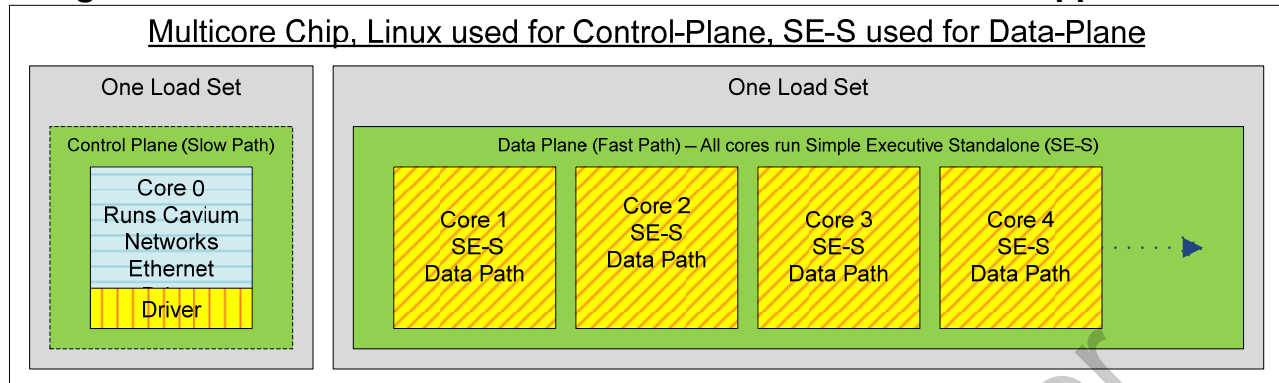 Multicore Chip, Linux used for Control-Plane, SE-S used for Data-Plane
One Load Set
Control Plane (Slow Path)
Core 0
Runs Cavium
Networks
Ethernet
Driver
One Load Set
Data Plane (Fast Path) – All cores run Simple Executive Standalone (SE-S)
Core 1
SE-S
Data Path
Core 2
SE-S
Data Path
Core 3
SE-S
Data Path
Core 4
SE-S
Data Path